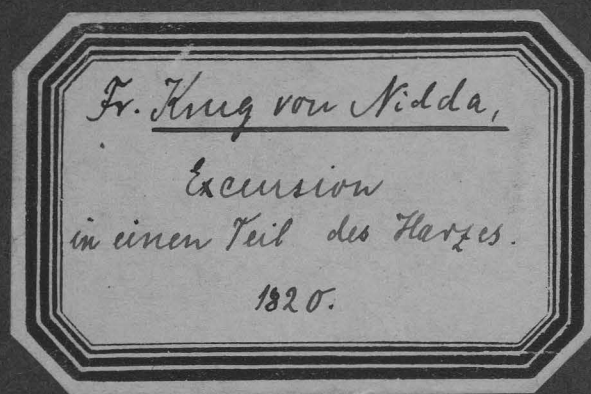 Fr. Krug von Nidda,
Excursion
in einen Teil des Harzes.
1820.